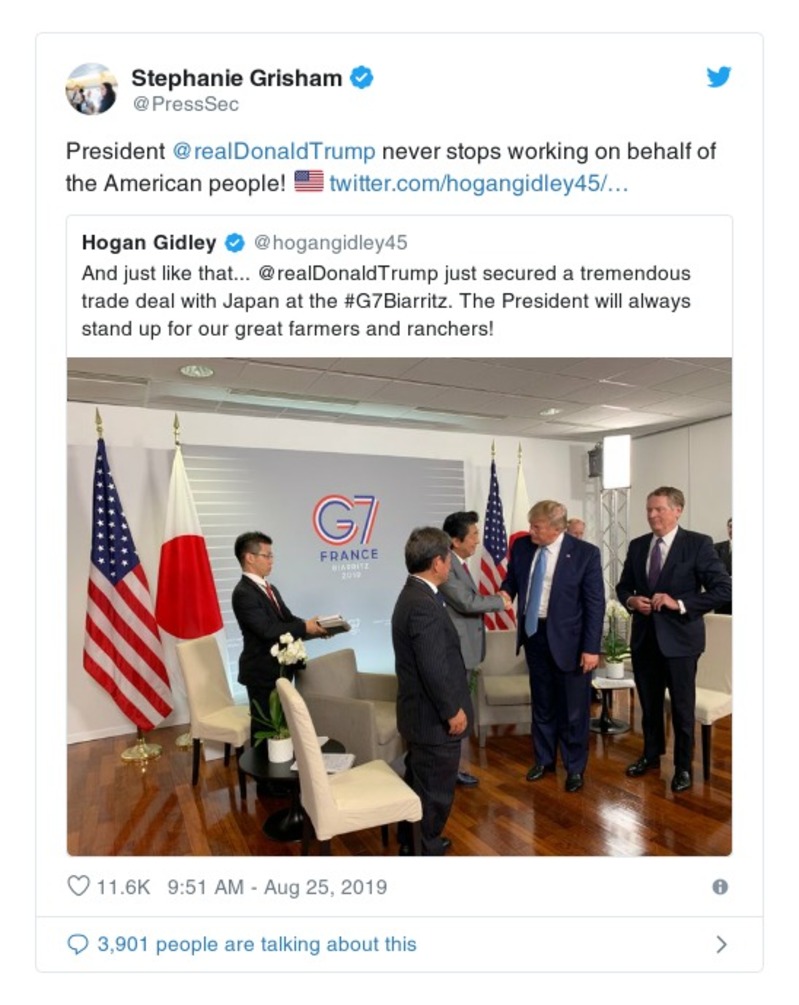 Stephanie Grisham
@PressSec
President @realDonaldTrump never stops working on behalf of
the American people! 🇺🇸 twitter.com/hogangidley45/…
Hogan Gidley @hogangidley45
And just like that... @realDonaldTrump just secured a tremendous
trade deal with Japan at the #G7Biarritz. The President will always
stand up for our great farmers and ranchers!
G7
FRANCE
BIARRITZ
2019
11.6K 9:51 AM - Aug 25, 2019
3,901 people are talking about this